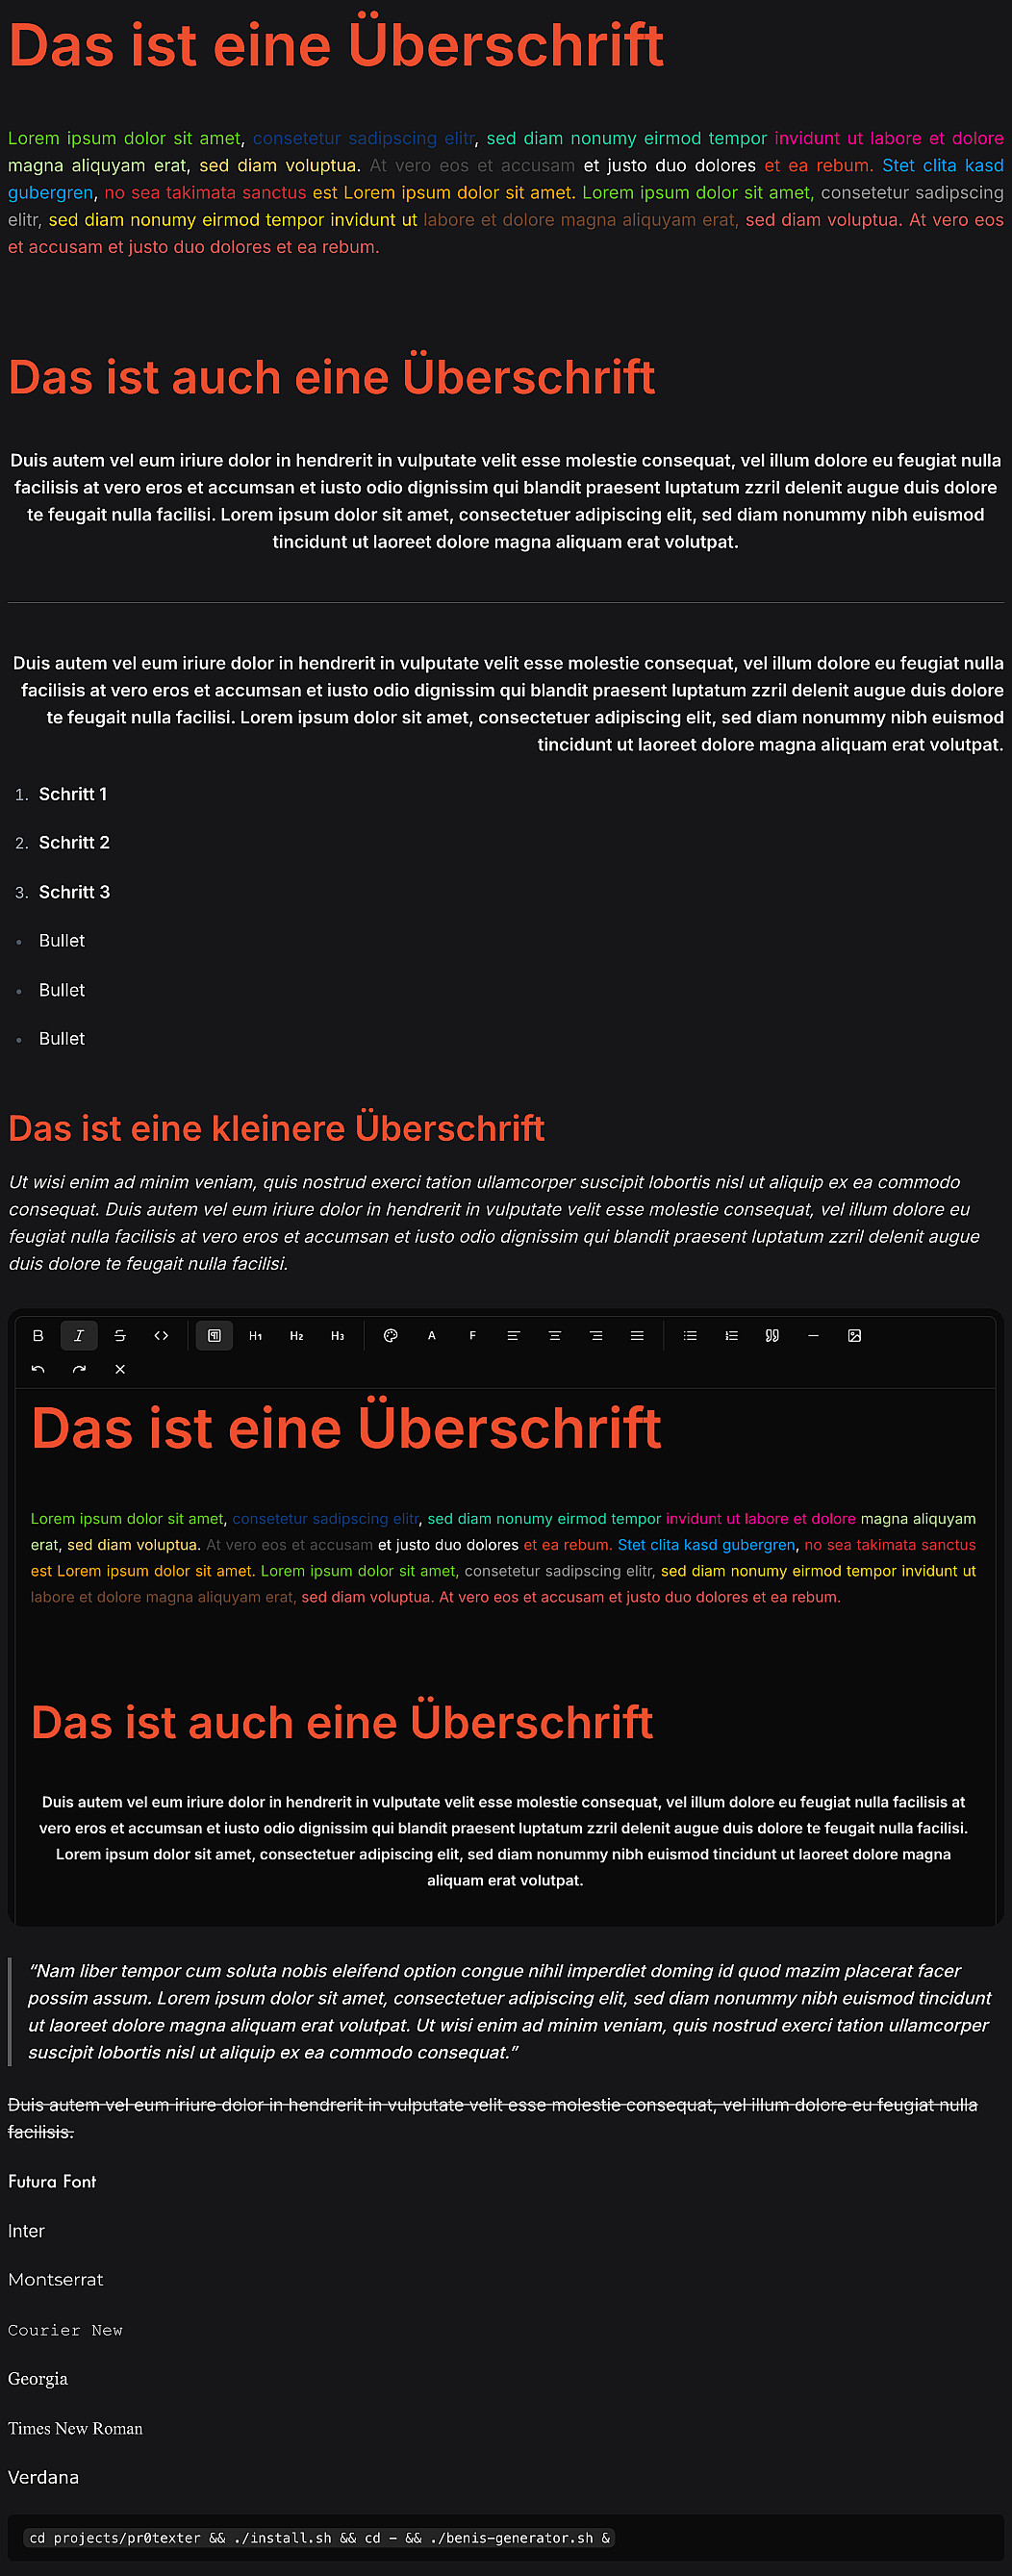 Das ist eine Überschrift
Lorem ipsum dolor sit amet, consetetur sadipscing elitr, sed diam nonumy eirmod tempor invidunt ut labore et dolore
magna aliquyam erat, sed diam voluptua. At vero eos et accusam et justo duo dolores et ea rebum. Stet clita kasd
gubergren, no sea takimata sanctus est Lorem ipsum dolor sit amet. Lorem ipsum dolor sit amet, consetetur sadipscing
elitr, sed diam nonumy eirmod tempor invidunt ut labore et dolore magna aliquyam erat, sed diam voluptua. At vero eos
et accusam et justo duo dolores et ea rebum.
Das ist auch eine Überschrift
Duis autem vel eum iriure dolor in hendrerit in vulputate velit esse molestie consequat, vel illum dolore eu feugiat nulla
facilisis at vero eros et accumsan et iusto odio dignissim qui blandit praesent luptatum zzril delenit augue duis dolore
te feugait nulla facilisi. Lorem ipsum dolor sit amet, consectetuer adipiscing elit, sed diam nonummy nibh euismod
tincidunt ut laoreet dolore magna aliquam erat volutpat.
Duis autem vel eum iriure dolor in hendrerit in vulputate velit esse molestie consequat, vel illum dolore eu feugiat nulla
facilisis at vero eros et accumsan et iusto odio dignissim qui blandit praesent luptatum zzril delenit augue duis dolore
te feugait nulla facilisi. Lorem ipsum dolor sit amet, consectetuer adipiscing elit, sed diam nonummy nibh euismod
tincidunt ut laoreet dolore magna aliquam erat volutpat.
1. Schritt 1
2. Schritt 2
3. Schritt 3
• Bullet
• Bullet
• Bullet
Das ist eine kleinere Überschrift
Ut wisi enim ad minim veniam, quis nostrud exerci tation ullamcorper suscipit lobortis nisl ut aliquip ex ea commodo
consequat. Duis autem vel eum iriure dolor in hendrerit in vulputate velit esse molestie consequat, vel illum dolore eu
feugiat nulla facilisis at vero eros et accumsan et iusto odio dignissim qui blandit praesent luptatum zzril delenit augue
duis dolore te feugait nulla facilisi.
B I S <> H1 H2 H3 A F
Das ist eine Überschrift
Lorem ipsum dolor sit amet, consetetur sadipscing elitr, sed diam nonumy eirmod tempor invidunt ut labore et dolore magna aliquyam
erat, sed diam voluptua. At vero eos et accusam et justo duo dolores et ea rebum. Stet clita kasd gubergren, no sea takimata sanctus
est Lorem ipsum dolor sit amet. Lorem ipsum dolor sit amet, consetetur sadipscing elitr, sed diam nonumy eirmod tempor invidunt ut
labore et dolore magna aliquyam erat, sed diam voluptua. At vero eos et accusam et justo duo dolores et ea rebum.
Das ist auch eine Überschrift
Duis autem vel eum iriure dolor in hendrerit in vulputate velit esse molestie consequat, vel illum dolore eu feugiat nulla facilisis at
vero eros et accumsan et iusto odio dignissim qui blandit praesent luptatum zzril delenit augue duis dolore te feugait nulla facilisi.
Lorem ipsum dolor sit amet, consectetuer adipiscing elit, sed diam nonummy nibh euismod tincidunt ut laoreet dolore magna
aliquam erat volutpat.
“Nam liber tempor cum soluta nobis eleifend option congue nihil imperdiet doming id quod mazim placerat facer
possim assum. Lorem ipsum dolor sit amet, consectetuer adipiscing elit, sed diam nonummy nibh euismod tincidunt
ut laoreet dolore magna aliquam erat volutpat. Ut wisi enim ad minim veniam, quis nostrud exerci tation ullamcorper
suscipit lobortis nisl ut aliquip ex ea commodo consequat.”
Duis autem vel eum iriure dolor in hendrerit in vulputate velit esse molestie consequat, vel illum dolore eu feugiat nulla
facilisis.
Futura Font
Inter
Montserrat
Courier New
Georgia
Times New Roman
Verdana
cd projects/pr0texter && ./install.sh && cd - && ./benis-generator.sh &